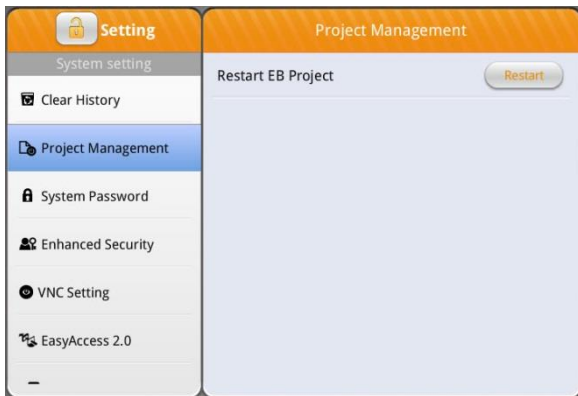 Setting
System setting
Clear History
Project Management
System Password
Enhanced Security
VNC Setting
EasyAccess 2.0
Project Management
Restart EB Project
Restart